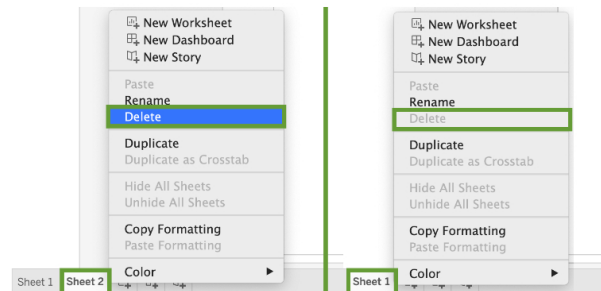 New Worksheet
New Dashboard
New Story
Paste
Rename
Delete
Duplicate
Duplicate as Crosstab
Hide All Sheets
Unhide All Sheets
Copy Formatting
Paste Formatting
Color
Sheet 1
Sheet 2
New Worksheet
New Dashboard
New Story
Paste
Rename
Delete
Duplicate
Duplicate as Crosstab
Hide All Sheets
Unhide All Sheets
Copy Formatting
Paste Formatting
Color
Sheet 1